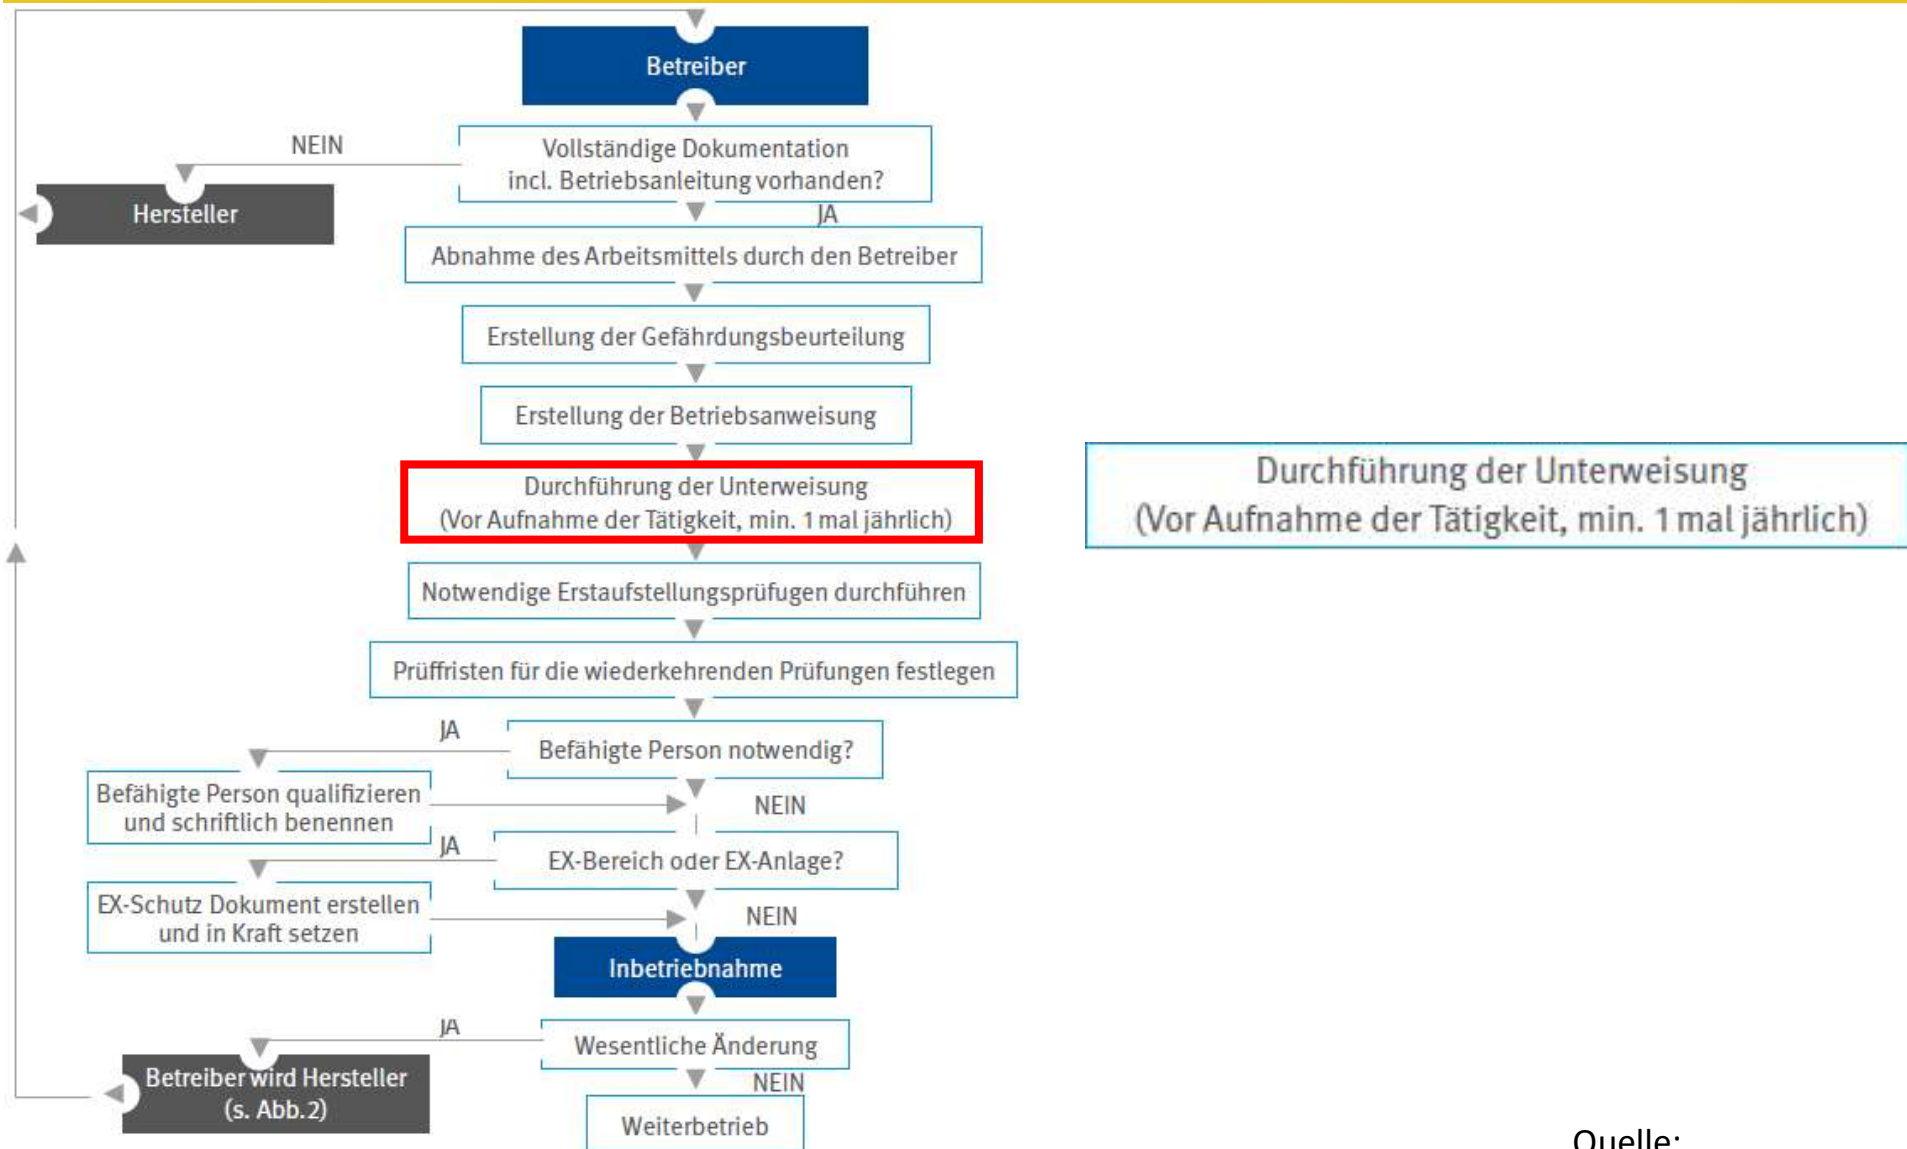 Betreiber
NEIN
Vollständige Dokumentation
incl. Betriebsanleitung vorhanden?
Hersteller
JA
Abnahme des Arbeitsmittels durch den Betreiber
Erstellung der Gefährdungsbeurteilung
Erstellung der Betriebsanweisung
Durchführung der Unterweisung
(Vor Aufnahme der Tätigkeit, min. 1 mal jährlich)
Durchführung der Unterweisung
(Vor Aufnahme der Tätigkeit, min. 1 mal jährlich)
Notwendige Erstaufstellungsprüfugen durchführen
Prüffristen für die wiederkehrenden Prüfungen festlegen
JA
Befähigte Person notwendig?
Befähigte Person qualifizieren
und schriftlich benennen
NEIN
JA
EX-Bereich oder EX-Anlage?
EX-Schutz Dokument erstellen
und in Kraft setzen
NEIN
Inbetriebnahme
JA
Wesentliche Änderung
Betreiber wird Hersteller
(s. Abb.2)
NEIN
Weiterbetrieb
Quelle: